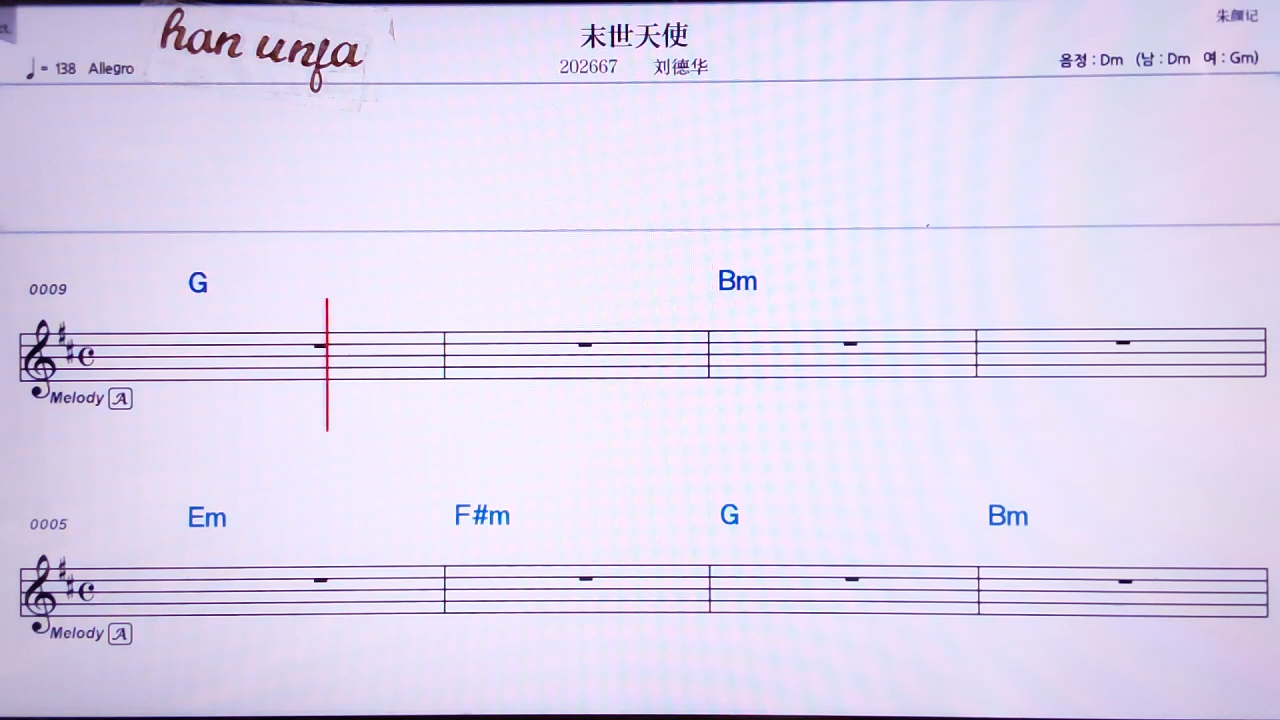 朱颜记
han unfa
末世天使
♩= 138 Allegro
202667 刘德华
음정 : Dm (남 : Dm 여 : Gm)
0009 G Bm
Melody A
0005 Em F#m G Bm
Melody A